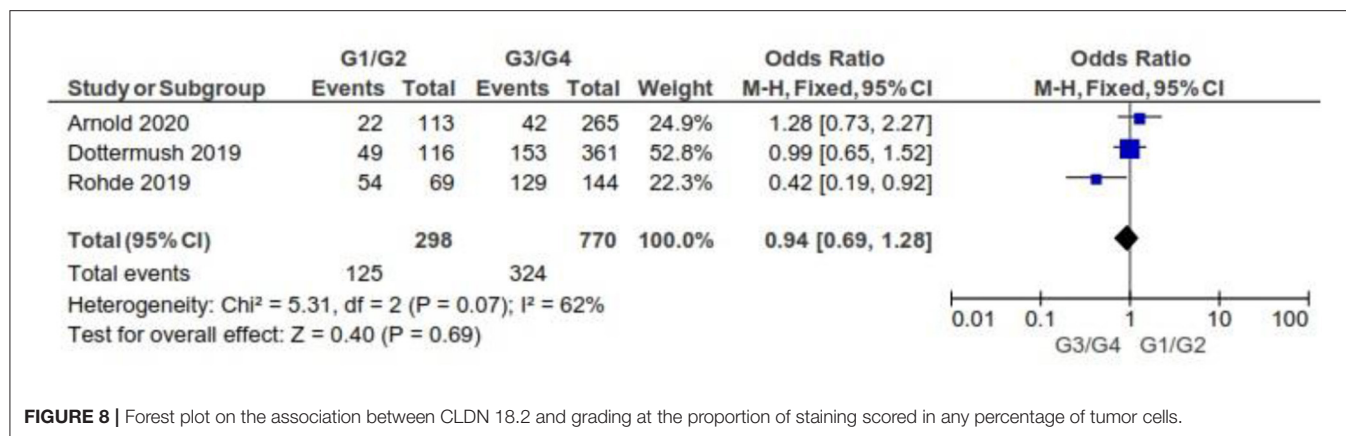 G1/G2 G3/G4 Odds Ratio Odds Ratio
Study or Subgroup Events Total Events Total Weight M-H, Fixed, 95% CI M-H, Fixed, 95% CI
Arnold 2020 22 113 42 265 24.9% 1.28 [0.73, 2.27]
Dottermush 2019 49 116 153 361 52.8% 0.99 [0.65, 1.52]
Rohde 2019 54 69 129 144 22.3% 0.42 [0.19, 0.92]
Total (95% CI) 298 770 100.0% 0.94 [0.69, 1.28]
Total events 125 324
Heterogeneity: Chi² = 5.31, df = 2 (P = 0.07); I² = 62%
Test for overall effect: Z = 0.40 (P = 0.69)
0.01 0.1 1 10 100
G3/G4 G1/G2
FIGURE 8 | Forest plot on the association between CLDN 18.2 and grading at the proportion of staining scored in any percentage of tumor cells.